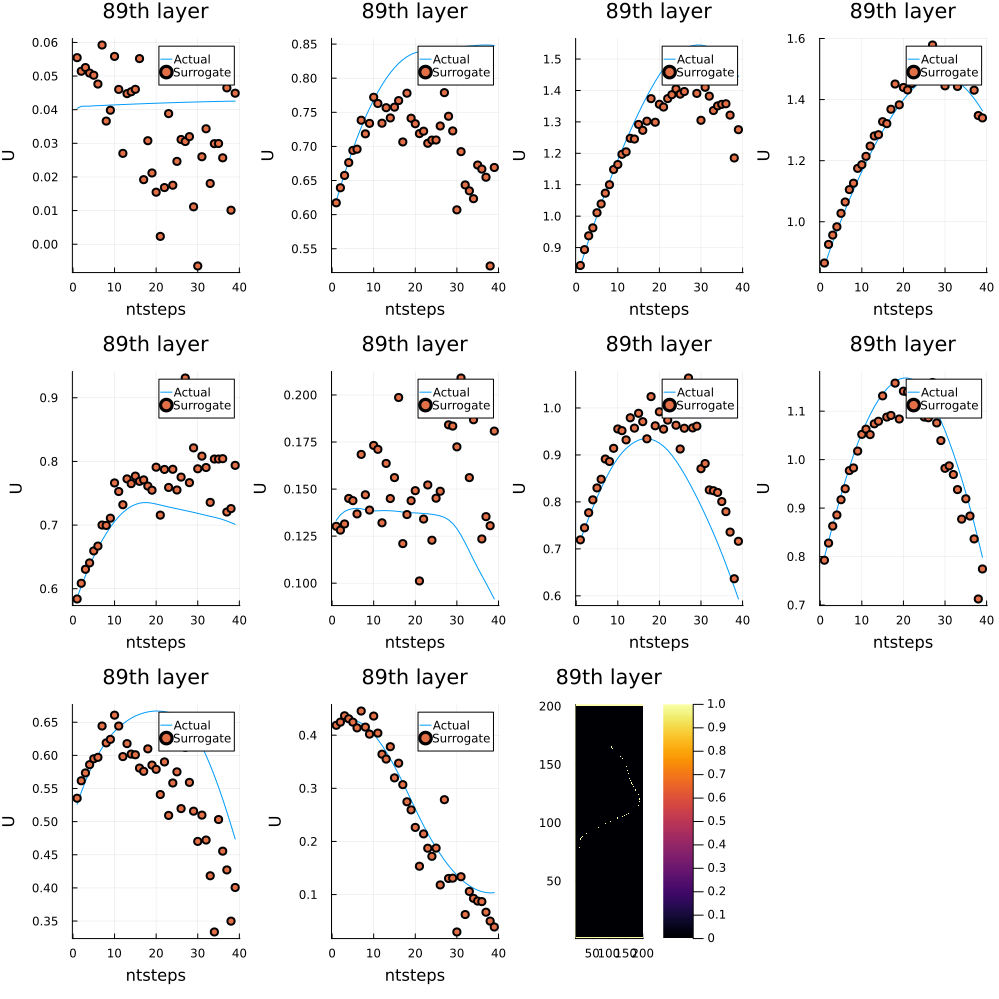 89th layer 89th layer 89th layer 89th layer
0.06
0.05
0.04
0.03
0.02
0.01
0.00
U
Actual
Surrogate
0 10 20 30 40
ntsteps
0.85
0.80
0.75
0.70
0.65
0.60
0.55
U
Actual
Surrogate
0 10 20 30 40
ntsteps
1.5
1.4
1.3
1.2
1.1
1.0
0.9
U
Actual
Surrogate
0 10 20 30 40
ntsteps
1.6
1.4
1.2
1.0
U
Actual
Surrogate
0 10 20 30 40
ntsteps
89th layer 89th layer 89th layer 89th layer
0.9
0.8
0.7
0.6
U
Actual
Surrogate
0 10 20 30 40
ntsteps
0.200
0.175
0.150
0.125
0.100
U
Actual
Surrogate
0 10 20 30 40
ntsteps
1.0
0.9
0.8
0.7
0.6
U
Actual
Surrogate
0 10 20 30 40
ntsteps
1.1
1.0
0.9
0.8
0.7
U
Actual
Surrogate
0 10 20 30 40
ntsteps
89th layer 89th layer 89th layer
0.65
0.60
0.55
0.50
0.45
0.40
0.35
U
Actual
Surrogate
0 10 20 30 40
ntsteps
0.4
0.3
0.2
0.1
U
Actual
Surrogate
0 10 20 30 40
ntsteps
200
150
100
50
50 100 150 200
1.0
0.9
0.8
0.7
0.6
0.5
0.4
0.3
0.2
0.1
0